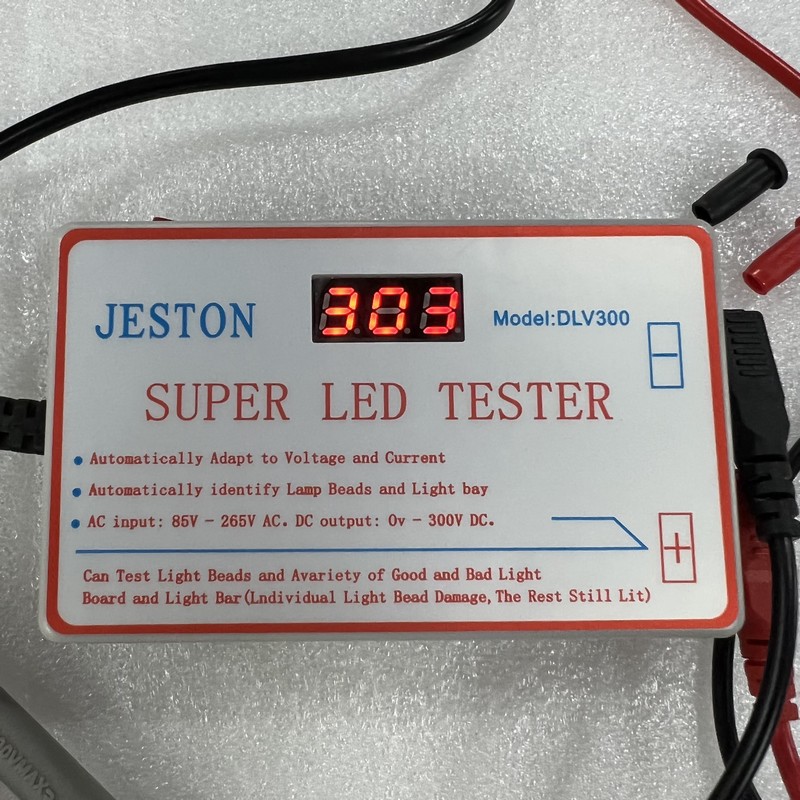 303
JESTON
Model:DLV300
SUPER LED TESTER
Automatically Adapt to Voltage and Current
Automatically identify Lamp Beads and Light bay
AC input: 85V - 265V AC. DC output: 0v - 300V DC.
Can Test Light Beads and Avariety of Good and Bad Light
Board and Light Bar(Lndividual Light Bead Damage, The Rest Still Lit)
-
+